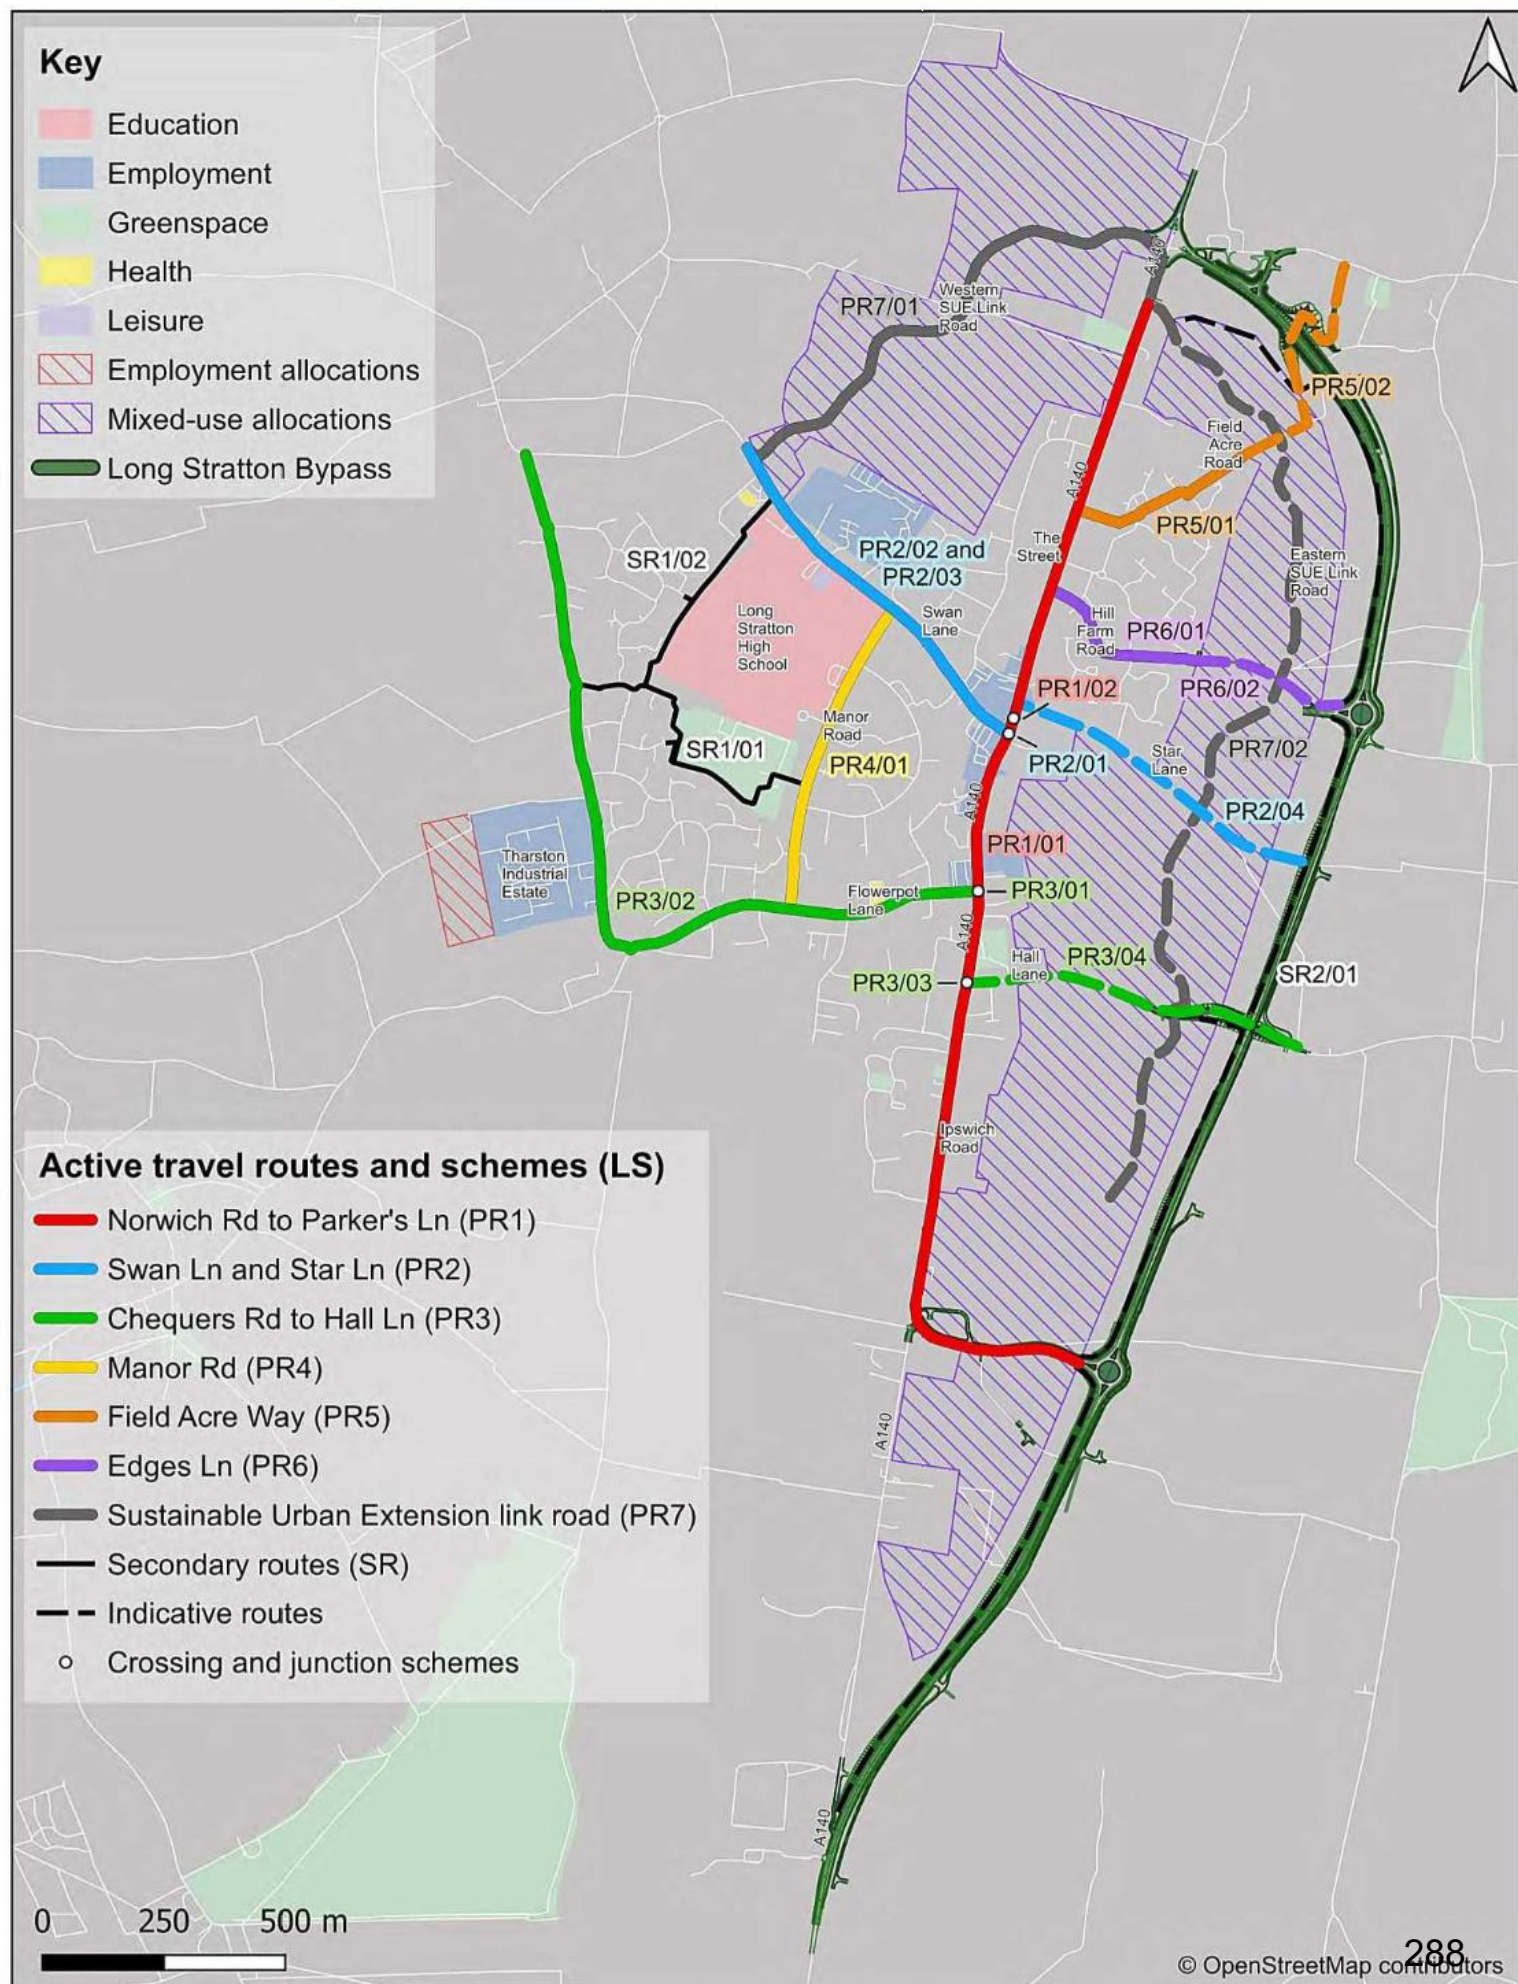 Key
Education
Employment
Greenspace
Health
Leisure
Employment allocations
Mixed-use allocations
Long Stratton Bypass
A140
PR7/01
Western
SUE Link
Road
PR5/02
Field
Acre
Road
A140
PR5/01
The
Street
SR1/02
PR2/02 and
PR2/03
Eastern
SUE Link
Road
Long
Stratton
High
School
Swan
Lane
Hill
Farm
Road
PR6/01
PR1/02
PR6/02
Manor
Road
SR1/01
PR4/01
PR2/01
Star
Lane
PR7/02
A140
PR2/04
PR1/01
Tharston
Industrial
Estate
PR3/02
Flowerpot
Lane
PR3/01
A140
Hall
Lane
PR3/04
PR3/03
SR2/01
Ipswich
Road
A140
A140
Active travel routes and schemes (LS)
Norwich Rd to Parker's Ln (PR1)
Swan Ln and Star Ln (PR2)
Chequers Rd to Hall Ln (PR3)
Manor Rd (PR4)
Field Acre Way (PR5)
Edges Ln (PR6)
Sustainable Urban Extension link road (PR7)
Secondary routes (SR)
Indicative routes
Crossing and junction schemes
0 250 500 m
288
© OpenStreetMap contributors